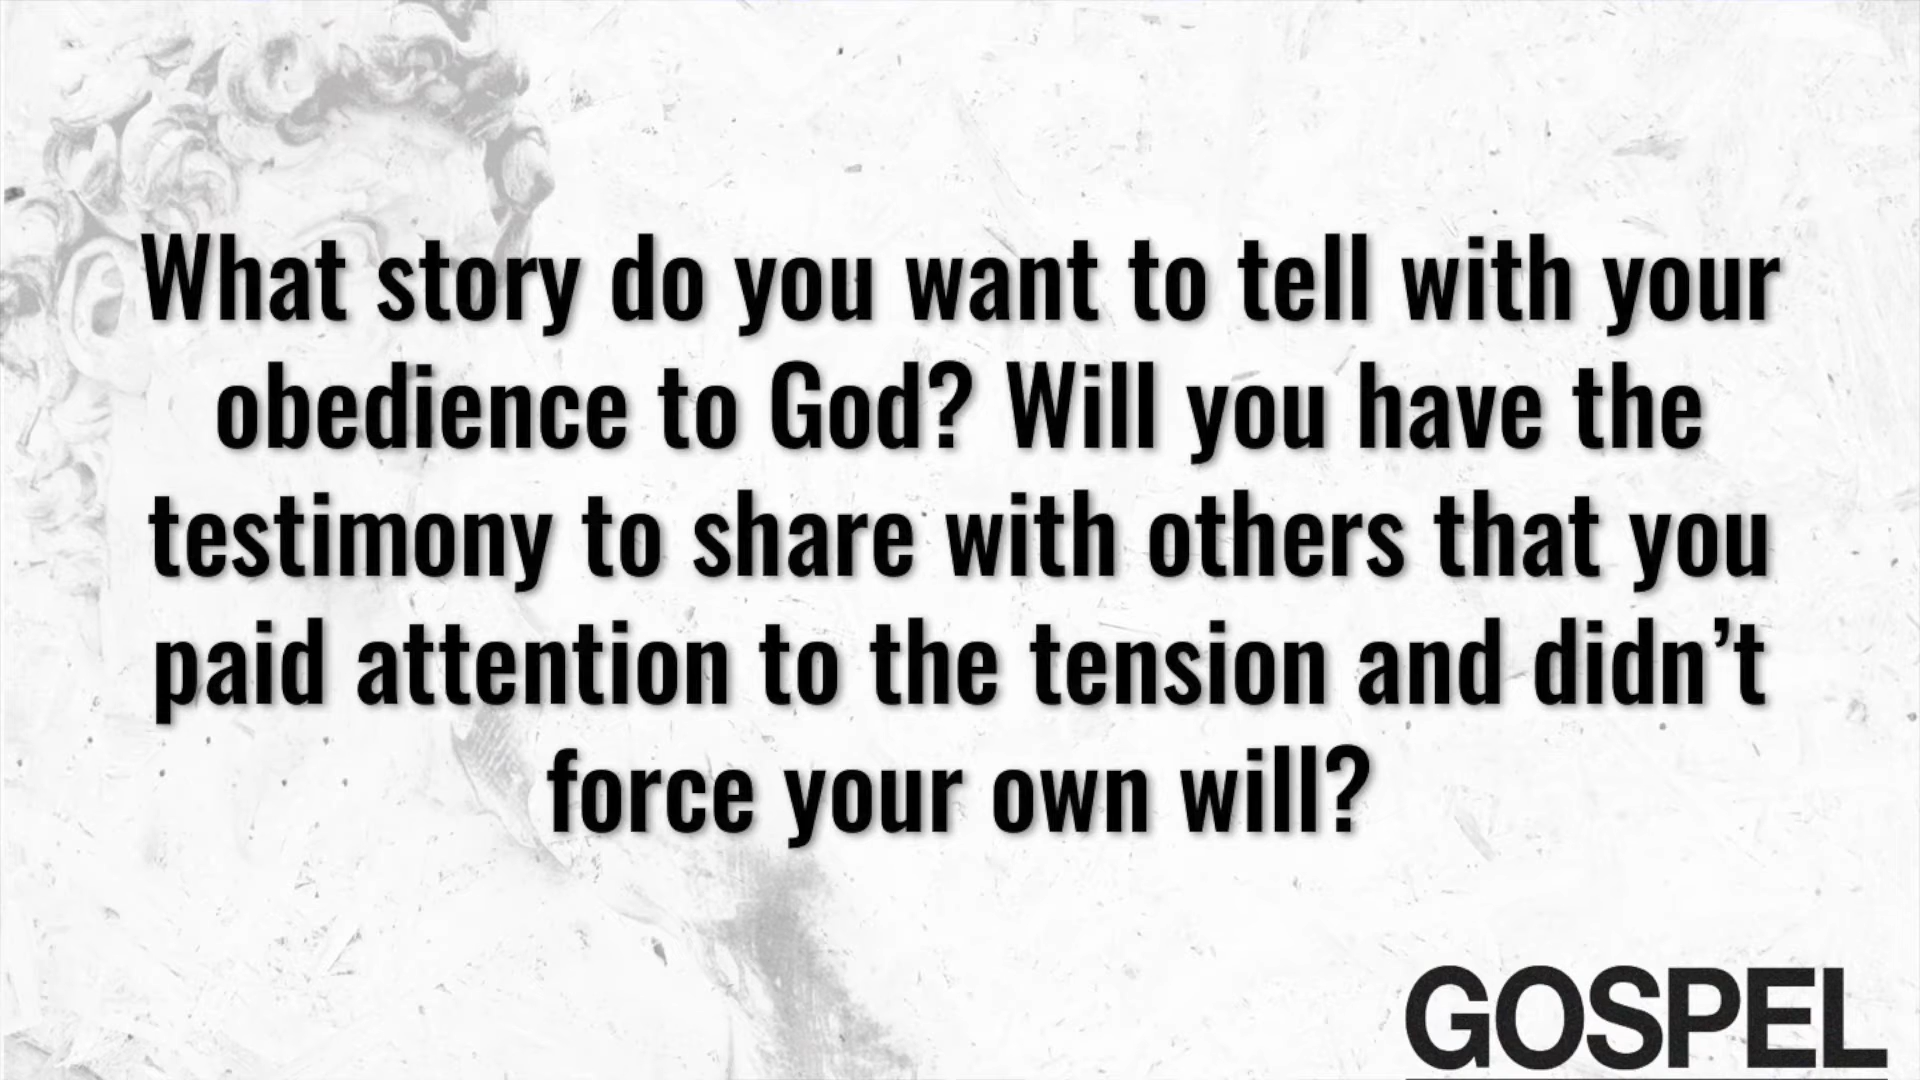 What story do you want to tell with your
obedience to God? Will you have the
testimony to share with others that you
paid attention to the tension and didn’t
force your own will?
GOSPEL